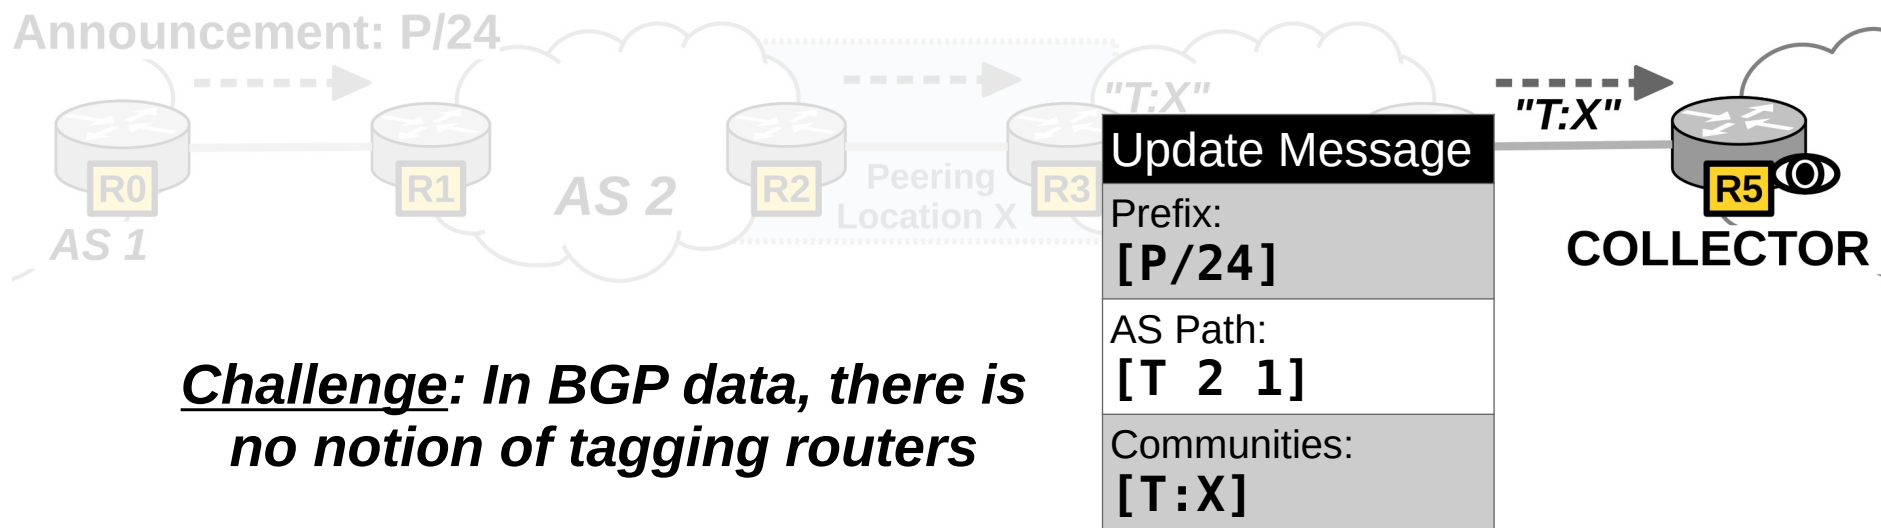 Announcement: P/24
"T:X"
"T:X"
R0
R1
AS 2
R2
Peering
Location X
R3
R5
AS 1
COLLECTOR
Update Message
Prefix:
[P/24]
AS Path:
[T 2 1]
Communities:
[T:X]
Challenge: In BGP data, there is
no notion of tagging routers